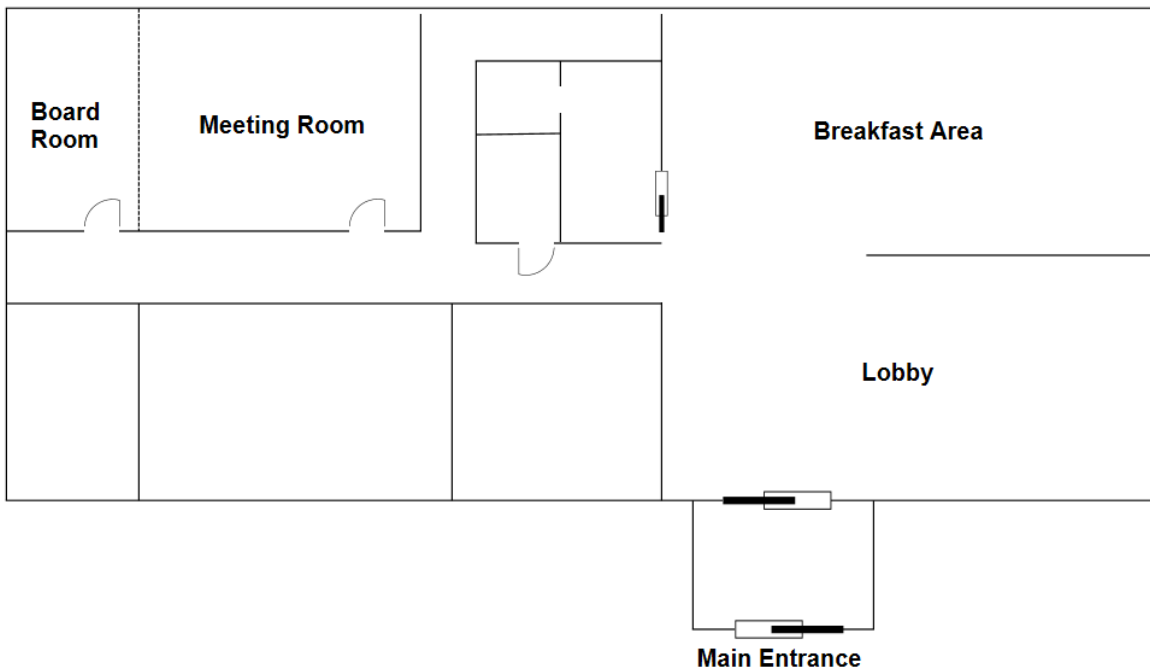 Board
Room
Meeting Room
Breakfast Area
Lobby
Main Entrance